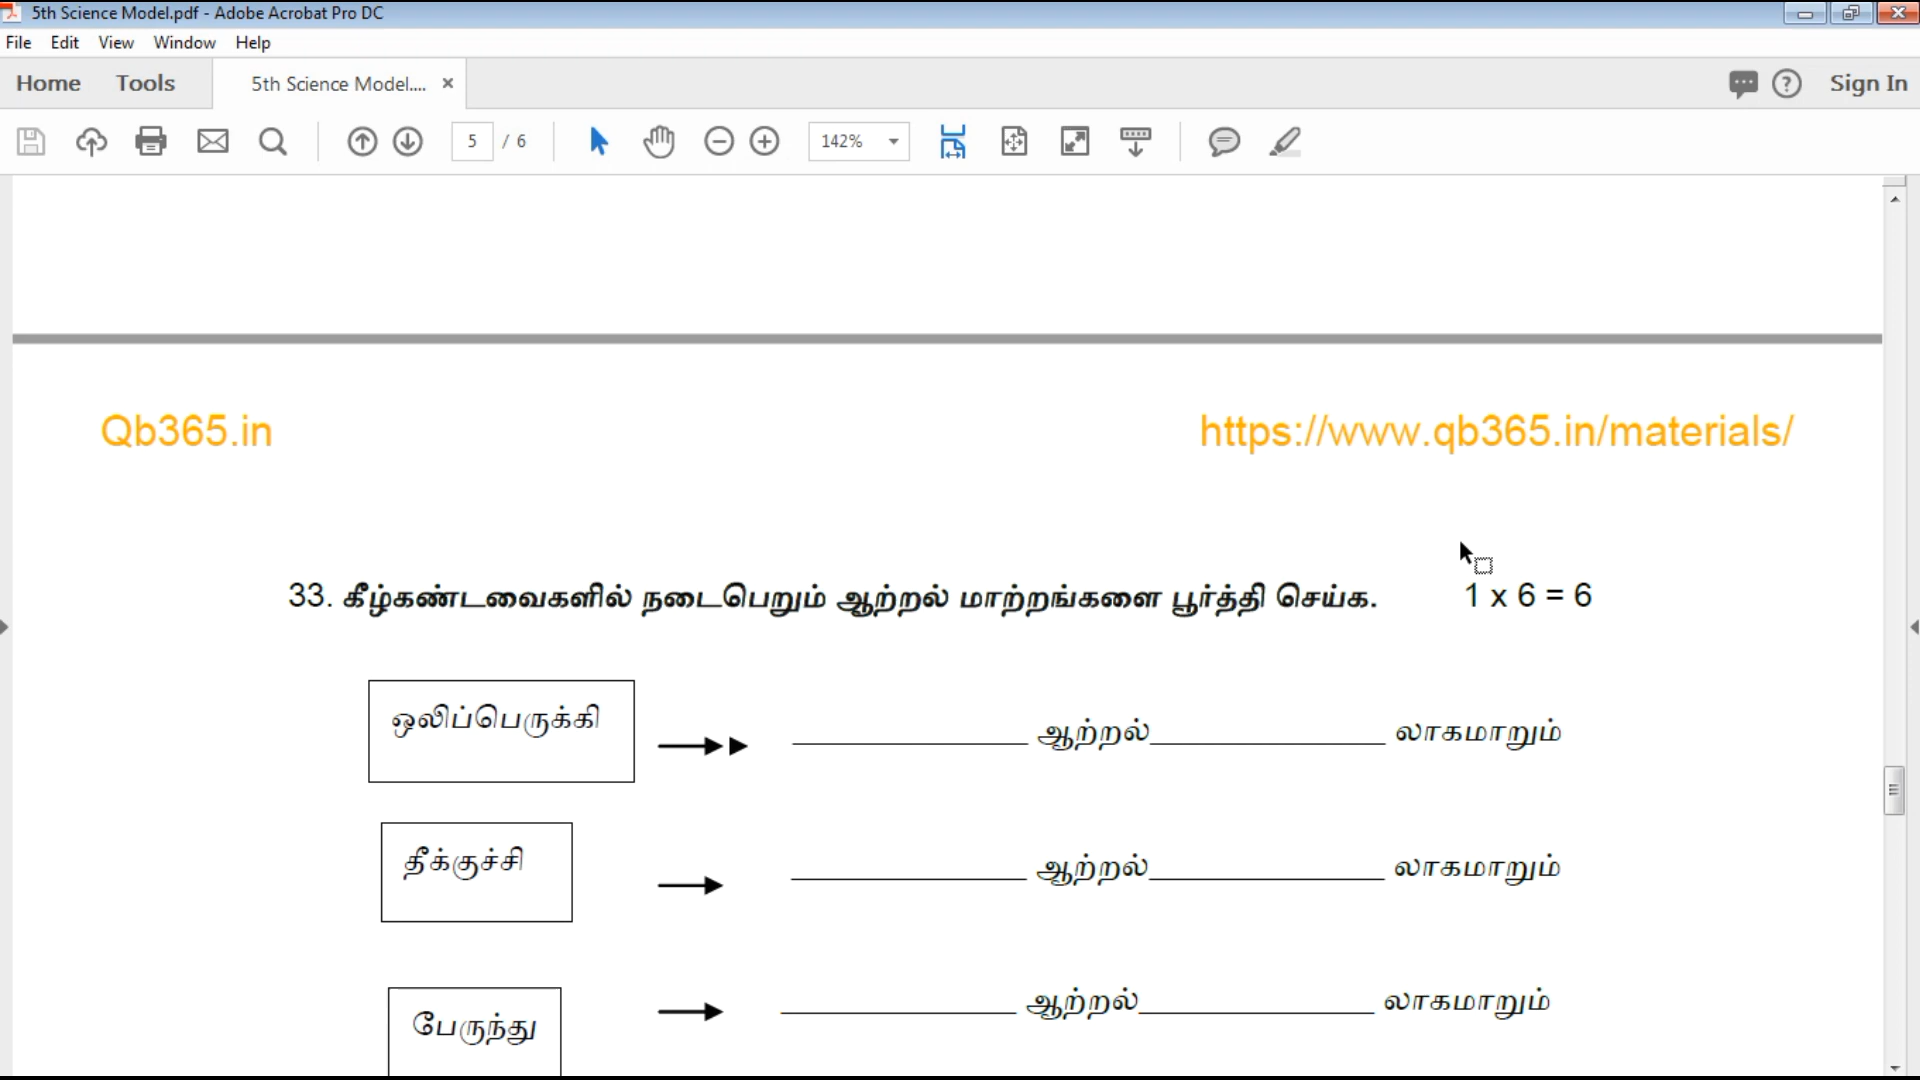 5th Science Model.pdf - Adobe Acrobat Pro DC
File Edit View Window Help
Home Tools 5th Science Model.... × Sign In
5 / 6 142%
Qb365.in https://www.qb365.in/materials/
33. கீழ்கண்டவைகளில் நடைபெறும் ஆற்றல் மாற்றங்களை பூர்த்தி செய்க. 1 x 6 = 6
ஒலிப்பெருக்கி ஆற்றல் லாகமாறும்
தீக்குச்சி ஆற்றல் லாகமாறும்
பேருந்து ஆற்றல் லாகமாறும்